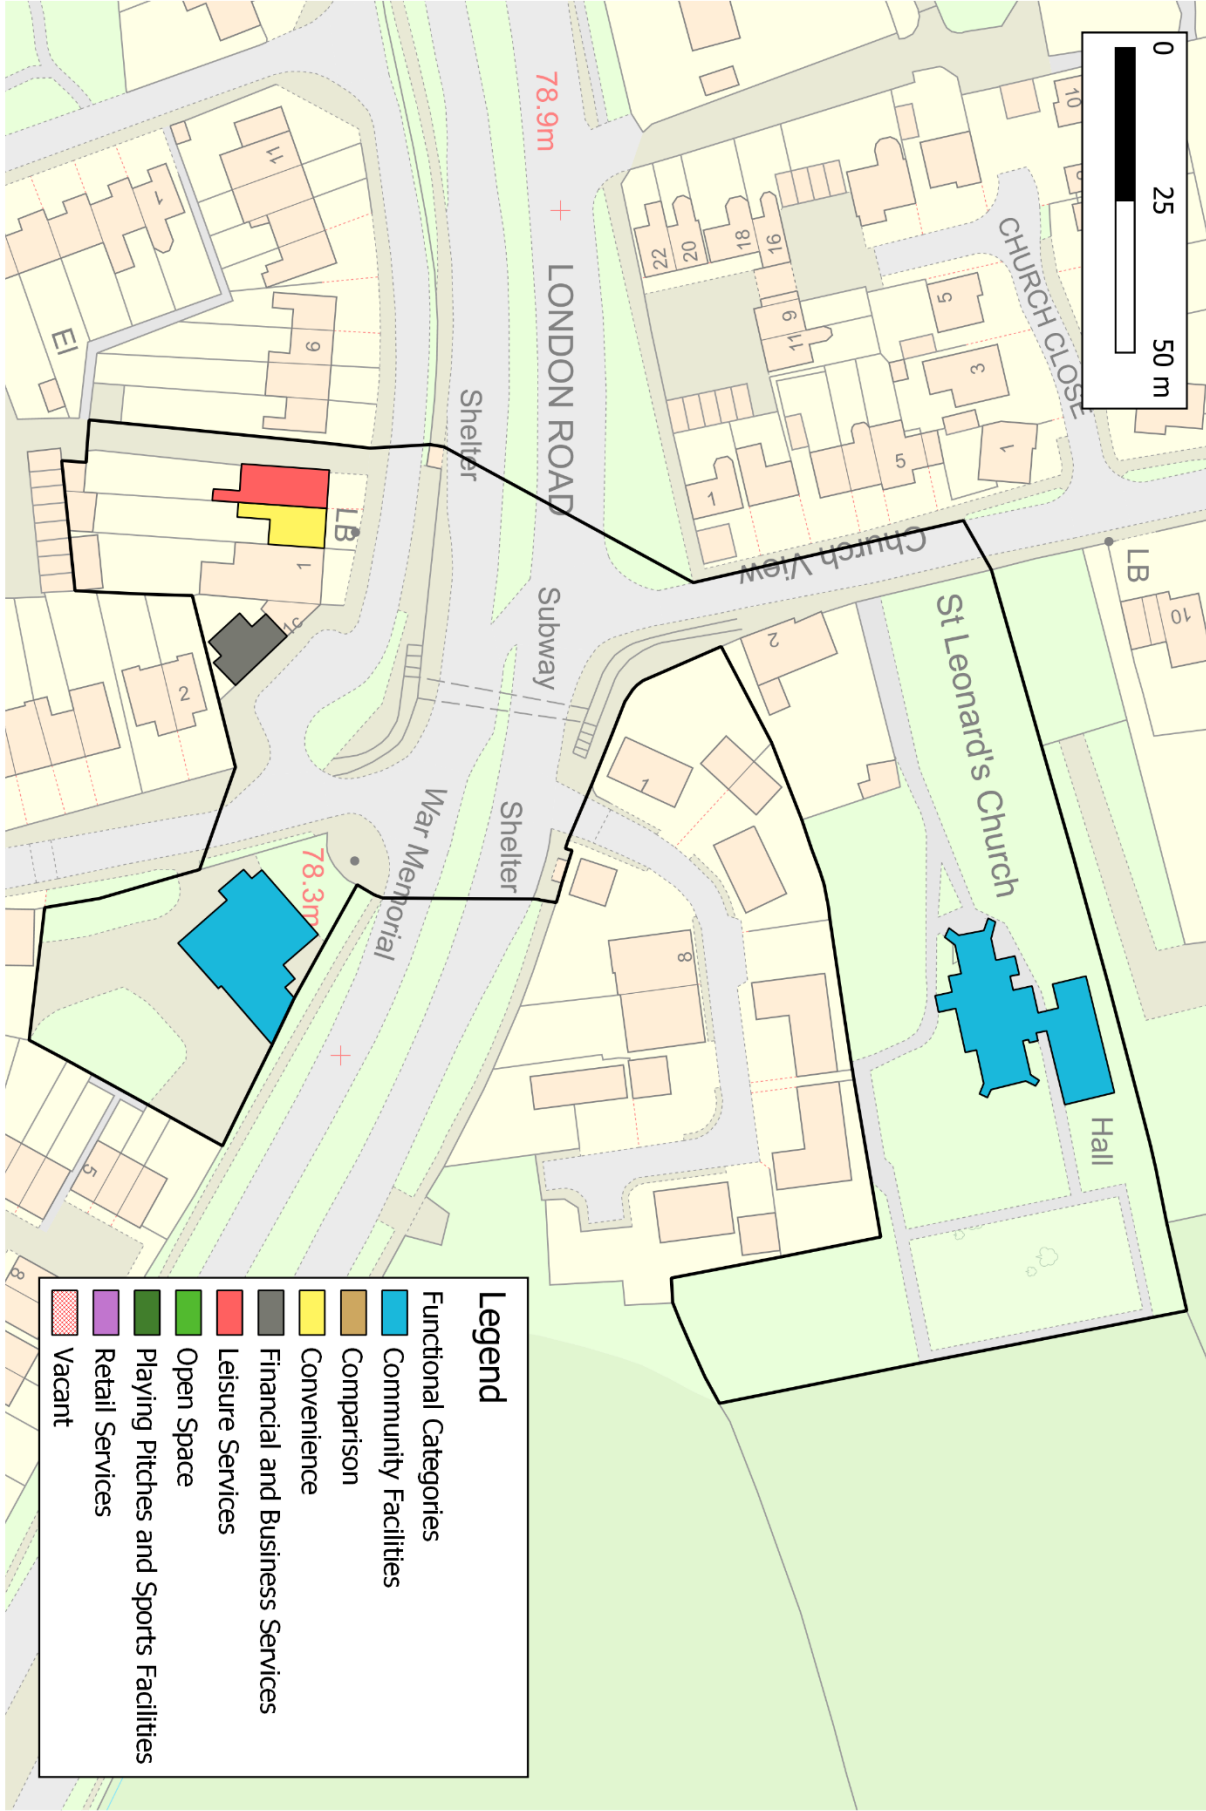 0
25
50 m
10
CHURCH CLOSE
5
3
1
LB
10
16
18
20
22
9
11
5
1
Church View
St Leonard's Church
Hall
2
78.9m
LONDON ROAD
Shelter
Subway
Shelter
War Memorial
78.3m
1
8
11
1
9
El
LB
1
2
5
8
Legend
Functional Categories
Community Facilities
Comparison
Convenience
Financial and Business Services
Leisure Services
Open Space
Playing Pitches and Sports Facilities
Retail Services
Vacant